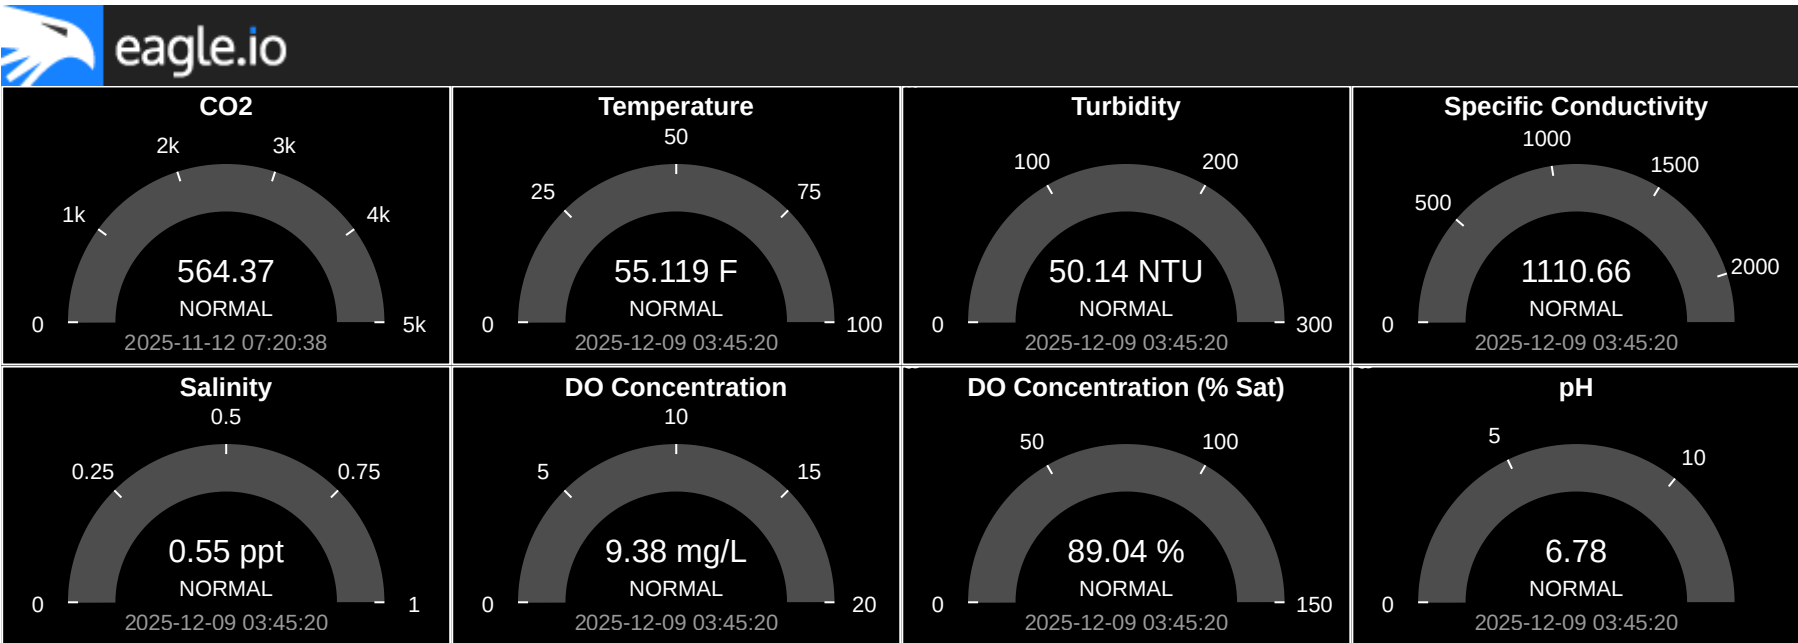 eagle.io
CO2
2k
3k
1k
4k
564.37
NORMAL
0
5k
2025-11-12 07:20:38
Temperature
50
25
75
55.119 F
NORMAL
0
100
2025-12-09 03:45:20
Turbidity
100
200
50.14 NTU
NORMAL
0
300
2025-12-09 03:45:20
Specific Conductivity
1000
1500
500
2000
1110.66
NORMAL
0
2025-12-09 03:45:20
Salinity
0.5
0.25
0.75
0.55 ppt
NORMAL
0
1
2025-12-09 03:45:20
DO Concentration
10
5
15
9.38 mg/L
NORMAL
0
20
2025-12-09 03:45:20
DO Concentration (% Sat)
50
100
89.04 %
NORMAL
0
150
2025-12-09 03:45:20
pH
5
10
6.78
NORMAL
0
2025-12-09 03:45:20